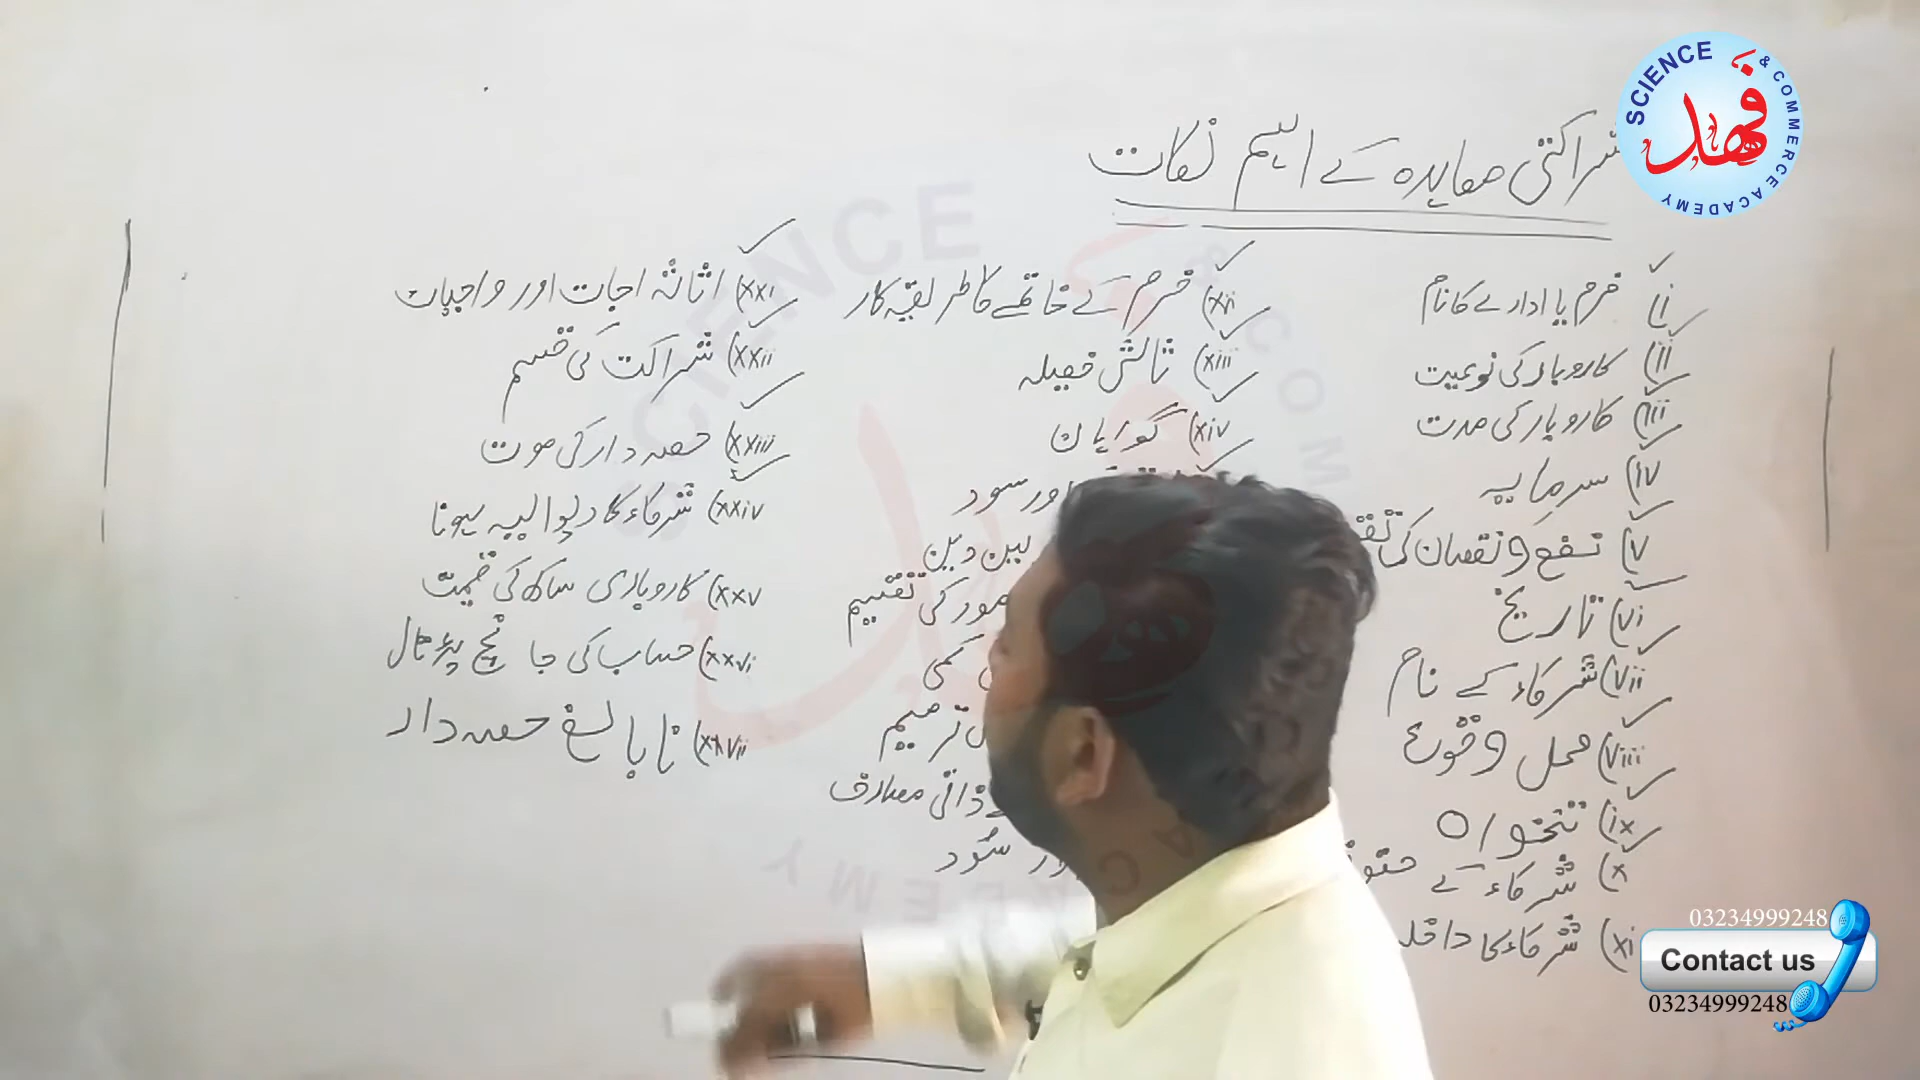 شراکتی معاہدہ کے اہم نکات
i) فرم یا ادارے کا نام
ii) کاروبار کی نوعیت
iii) کاروبار کی مدت
iv) سرمایہ
v) نفع و نقصان کی
vi) تاریخ
vii) شرکاء کے نام
viii) محل وقوع
ix) تنخواہ
x) شرکاء کے
xi) شرکاء کا داخلہ
xii) فرم کے خاتمے کا طریقہ کار
xiii) ثالثی فیصلہ
xiv) گورہان
اور سود
لین دین
کی تقسیم
کمی
ترمیم
ذاتی مصارف
سود
xxi) اثاثہ اجات اور واجبات
xxii) شراکت کی قسم
xxiii) حصہ دار کی موت
xxiv) شرکاء کا دیوالیہ ہونا
xxv) کاروباری ساکھ کی قیمت
xxvi) حساب کی جانچ پڑتال
xxvii) نابالغ حصہ دار
SCIENCE & COMMERCE ACADEMY
فہد
03234999248
Contact us
03234999248